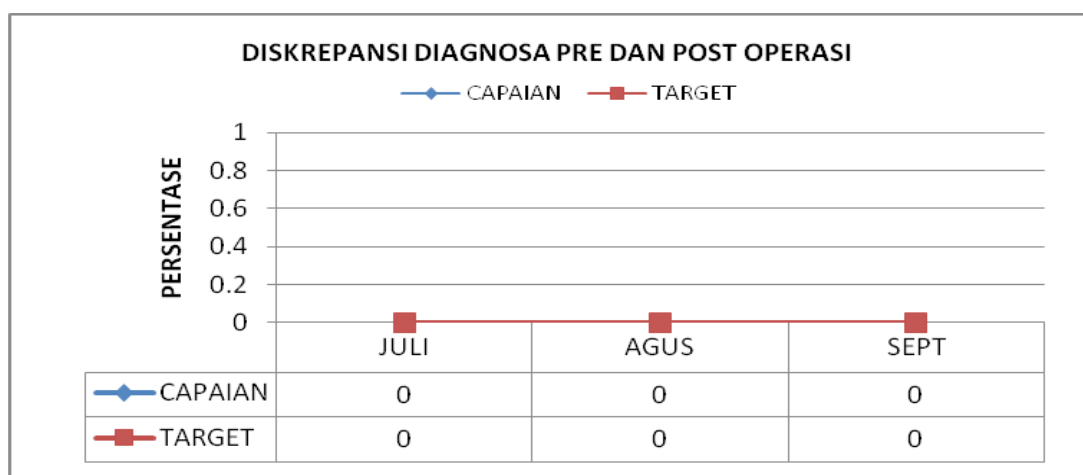 DISKREPANSI DIAGNOSA PRE DAN POST OPERASI
CAPAIAN TARGET
PERSENTASE
1
0.8
0.6
0.4
0.2
0
JULI AGUS SEPT
CAPAIAN 0 0 0
TARGET 0 0 0